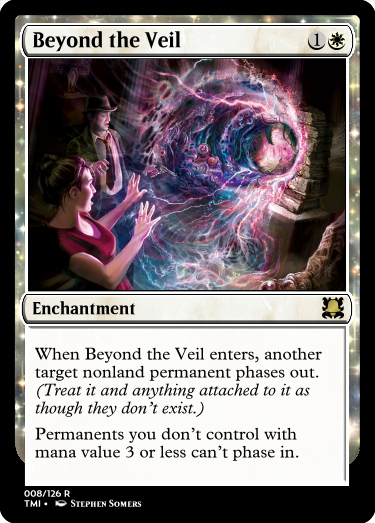 Beyond the Veil 1
Enchantment
When Beyond the Veil enters, another
target nonland permanent phases out.
(Treat it and anything attached to it as
though they don't exist.)
Permanents you don't control with
mana value 3 or less can't phase in.
008/126 R
TMI • Stephen Somers